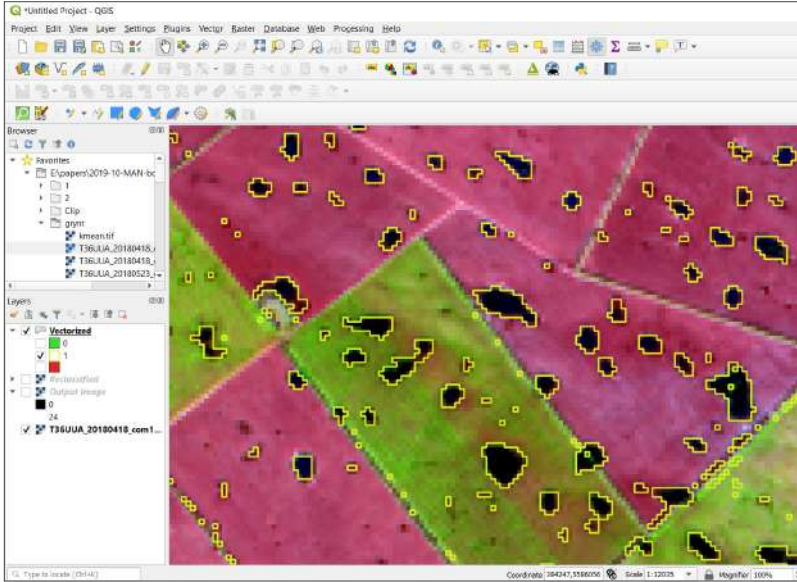 *Untitled Project - QGIS
Project Edit View Layer Settings Plugins Vector Raster Database Web Processing Help
Browser
Favorites
E:\papers\2019-10-MAN-bc
1
2
Clip
grynt
kmean.tif
T36UUA_20180418_
T36UUA_20180418_
T36UUA_20180523_
Layers
Vectorized
0
1
Reclassified
Output Image
0
24
T36UUA_20180418_com1...
Type to locate (Ctrl+K)
Coordinate 394247,5586056 Scale 1:12035 Magnifier 100%